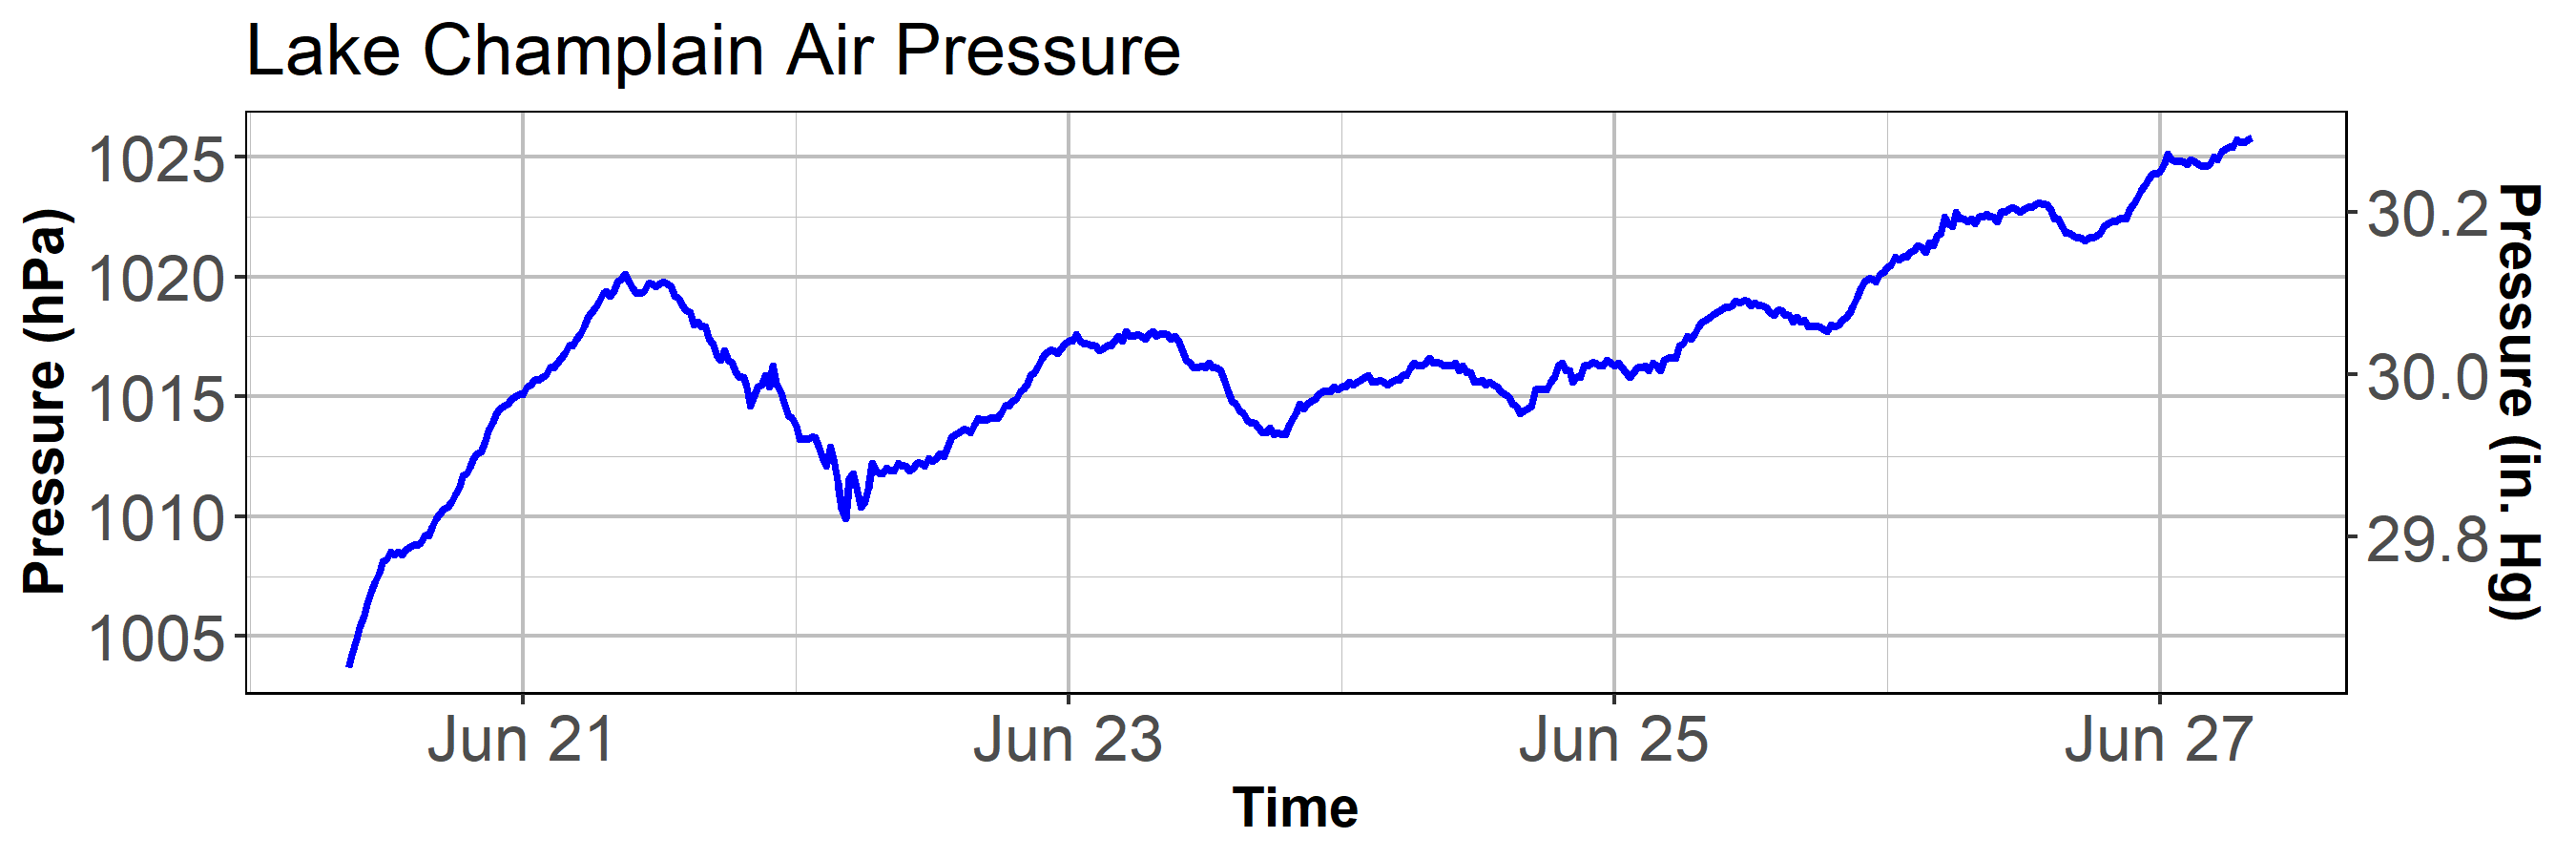 Lake Champlain Air Pressure
Pressure (hPa)
1025
1020
1015
1010
1005
30.2
30.0
29.8
Pressure (in. Hg)
Jun 21 Jun 23 Jun 25 Jun 27
Time